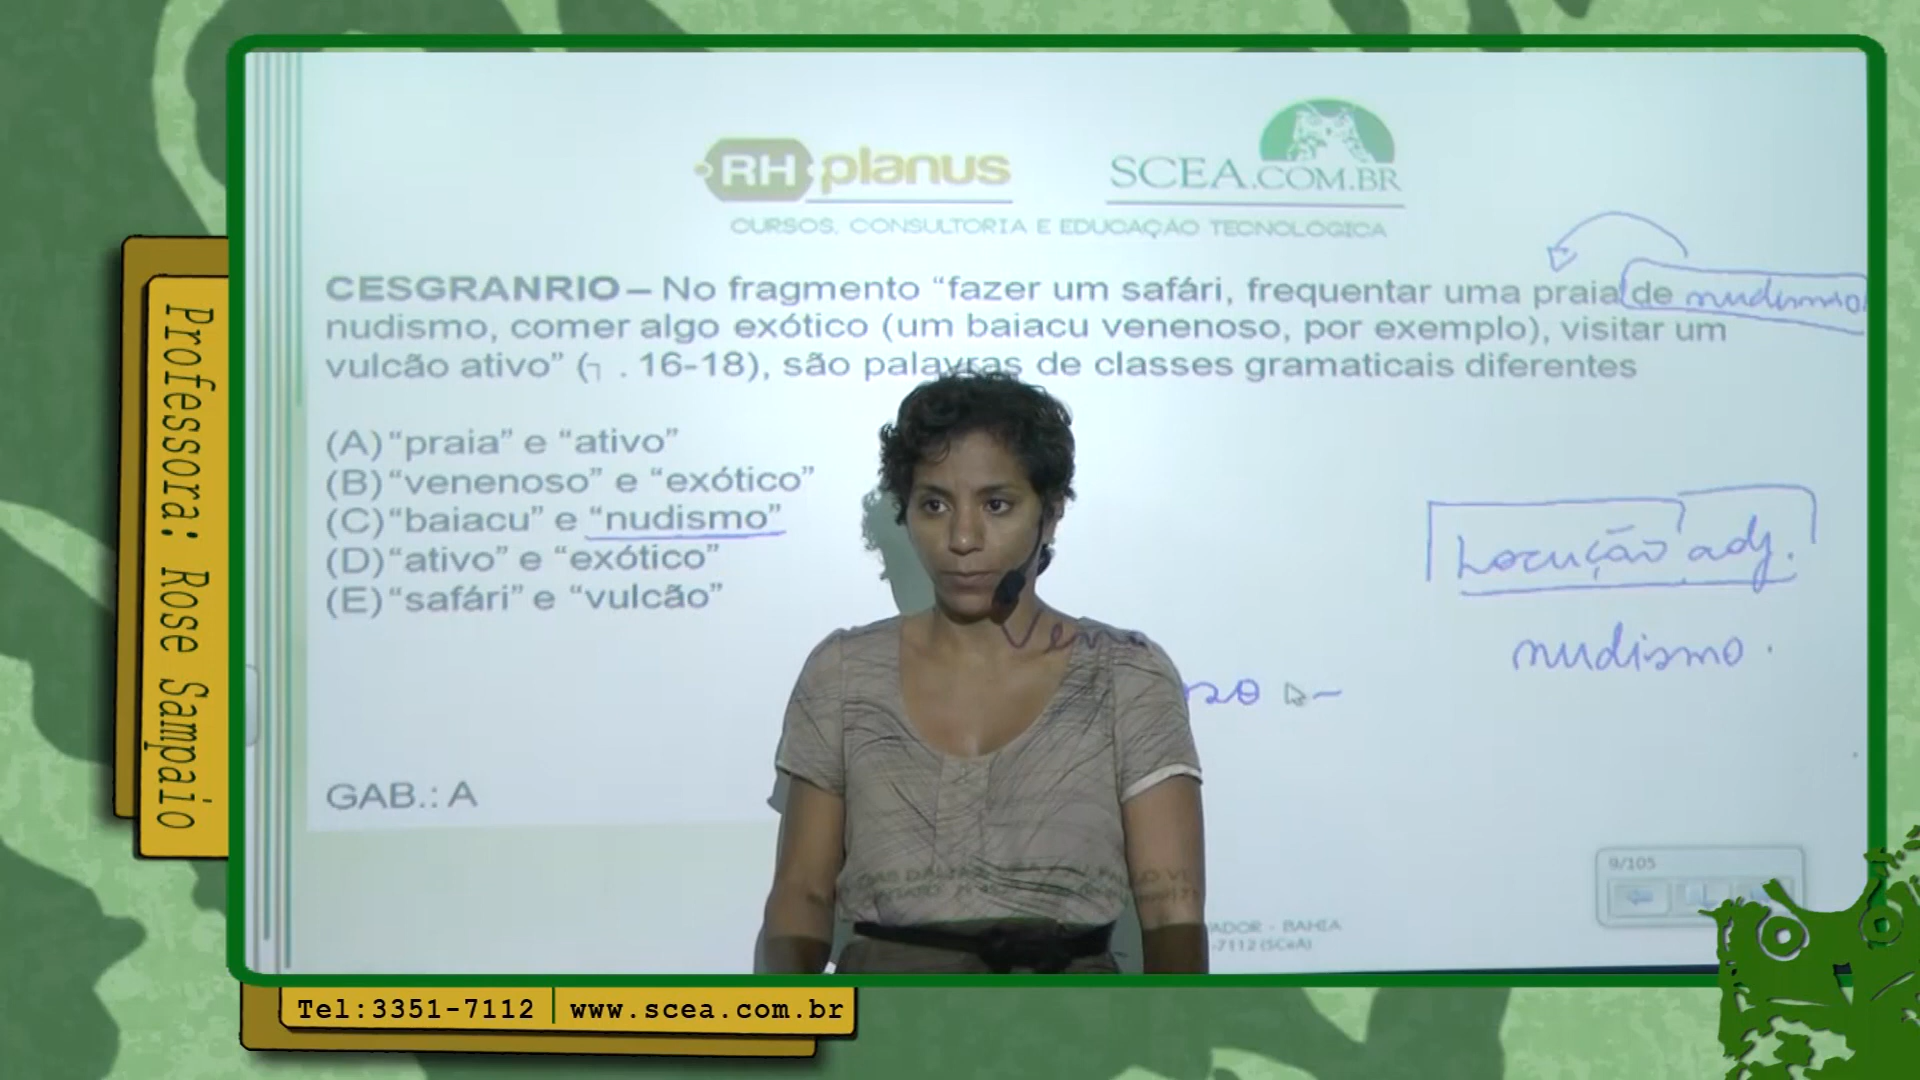 RH planus
SCEA.COM.BR
CURSOS, CONSULTORIA E EDUCAÇÃO TECNOLÓGICA
CESGRANRIO – No fragmento “fazer um safári, frequentar uma praia de nudismo
nudismo, comer algo exótico (um baiacu venenoso, por exemplo), visitar um
vulcão ativo” (┐ . 16-18), são palavras de classes gramaticais diferentes
(A) “praia” e “ativo”
(B) “venenoso” e “exótico”
(C) “baiacu” e “nudismo”
(D) “ativo” e “exótico”
(E) “safári” e “vulcão”
Locução adj.
nudismo.
GAB.: A
9/105
BAHIA
-7112 (SCeA)
Professora: Rose Sampaio
Tel:3351-7112
www.scea.com.br